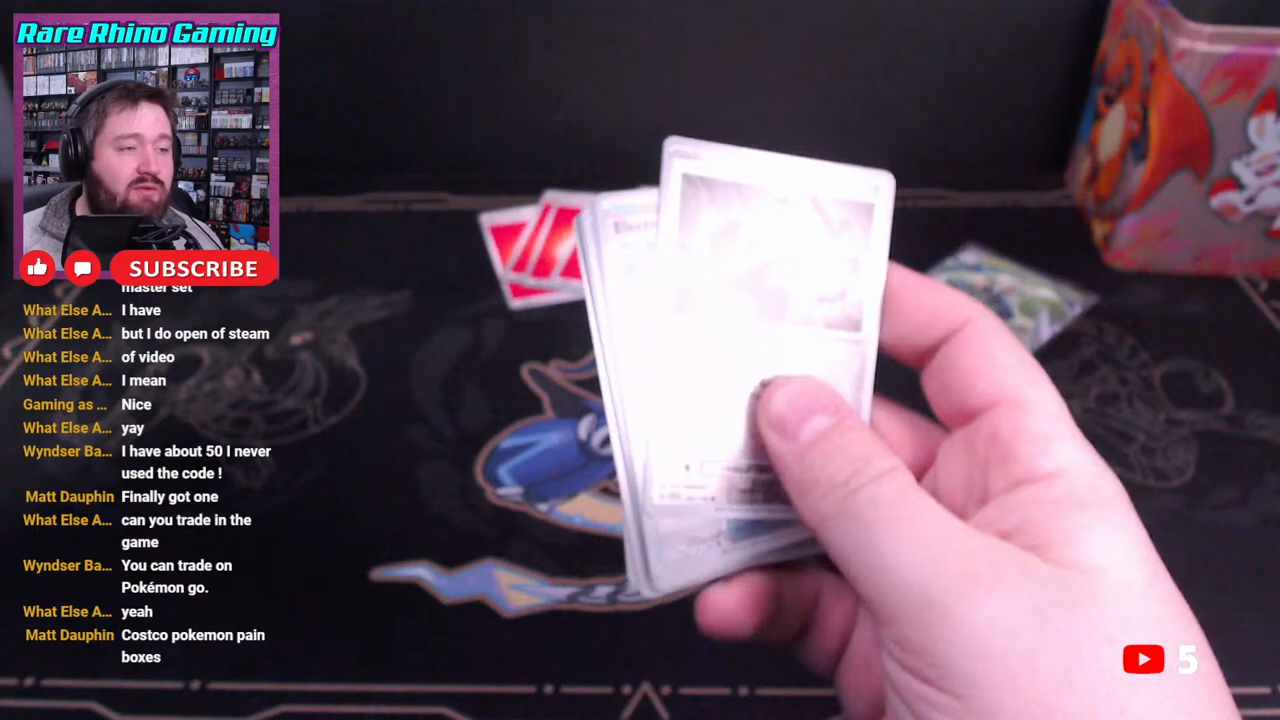 Rare Rhino Gaming
SUBSCRIBE
master set
What Else A... I have
What Else A... but I do open of steam
What Else A... of video
What Else A... I mean
Gaming as ... Nice
What Else A... yay
Wyndser Ba... I have about 50 I never
used the code !
Matt Dauphin Finally got one
What Else A... can you trade in the
game
Wyndser Ba... You can trade on
Pokémon go.
What Else A... yeah
Matt Dauphin Costco pokemon pain
boxes
5